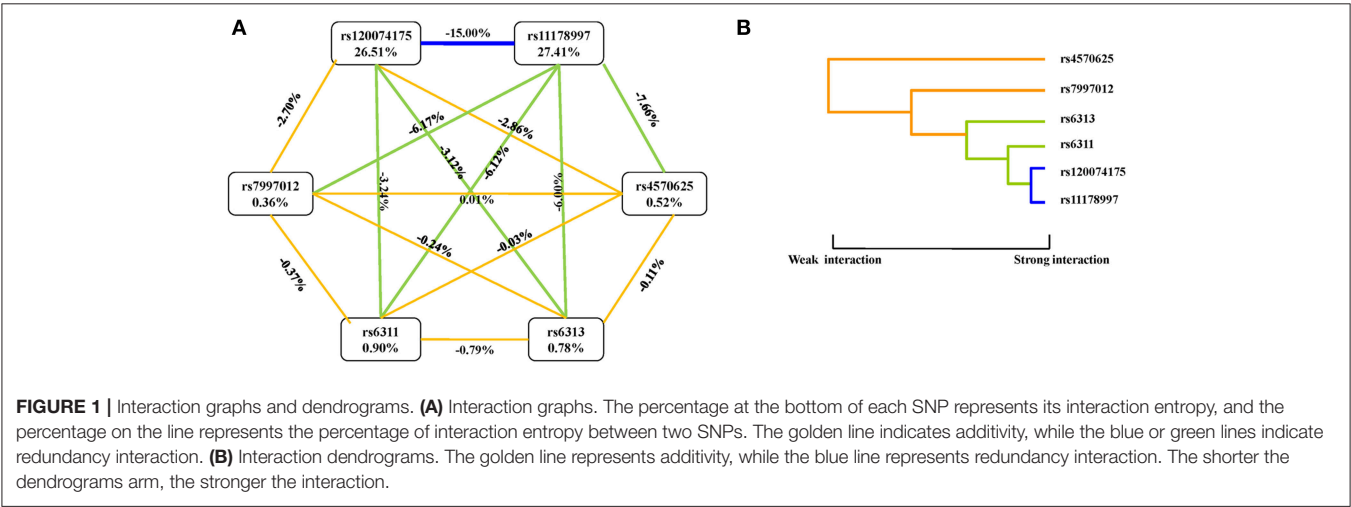 A
rs120074175
26.51%
-15.00%
rs11178997
27.41%
-2.70%
-6.17%
-2.86%
-7.66%
-3.12%
-6.12%
rs7997012
0.36%
-3.24%
0.01%
-6.00%
rs4570625
0.52%
-0.37%
-0.24%
-0.03%
-0.11%
rs6311
0.90%
-0.79%
rs6313
0.78%
B
rs4570625
rs7997012
rs6313
rs6311
rs120074175
rs11178997
Weak interaction
Strong interaction
FIGURE 1 | Interaction graphs and dendrograms. (A) Interaction graphs. The percentage at the bottom of each SNP represents its interaction entropy, and the
percentage on the line represents the percentage of interaction entropy between two SNPs. The golden line indicates additivity, while the blue or green lines indicate
redundancy interaction. (B) Interaction dendrograms. The golden line represents additivity, while the blue line represents redundancy interaction. The shorter the
dendrograms arm, the stronger the interaction.